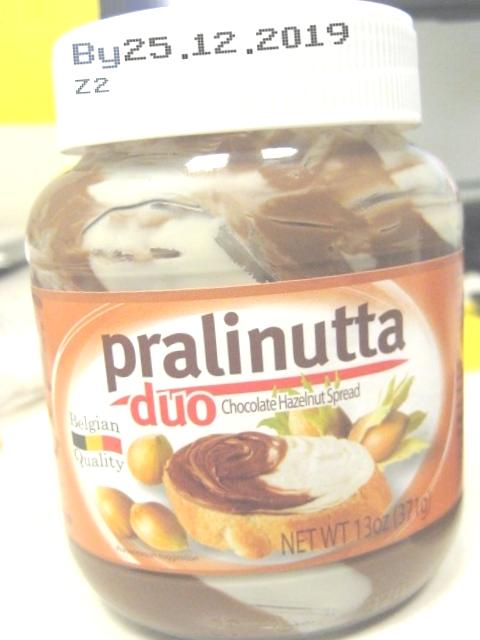 By25.12.2019
Z2
pralinutta
duo Chocolate Hazelnut Spread
Belgian
Quality
NET WT 13oz (371g)